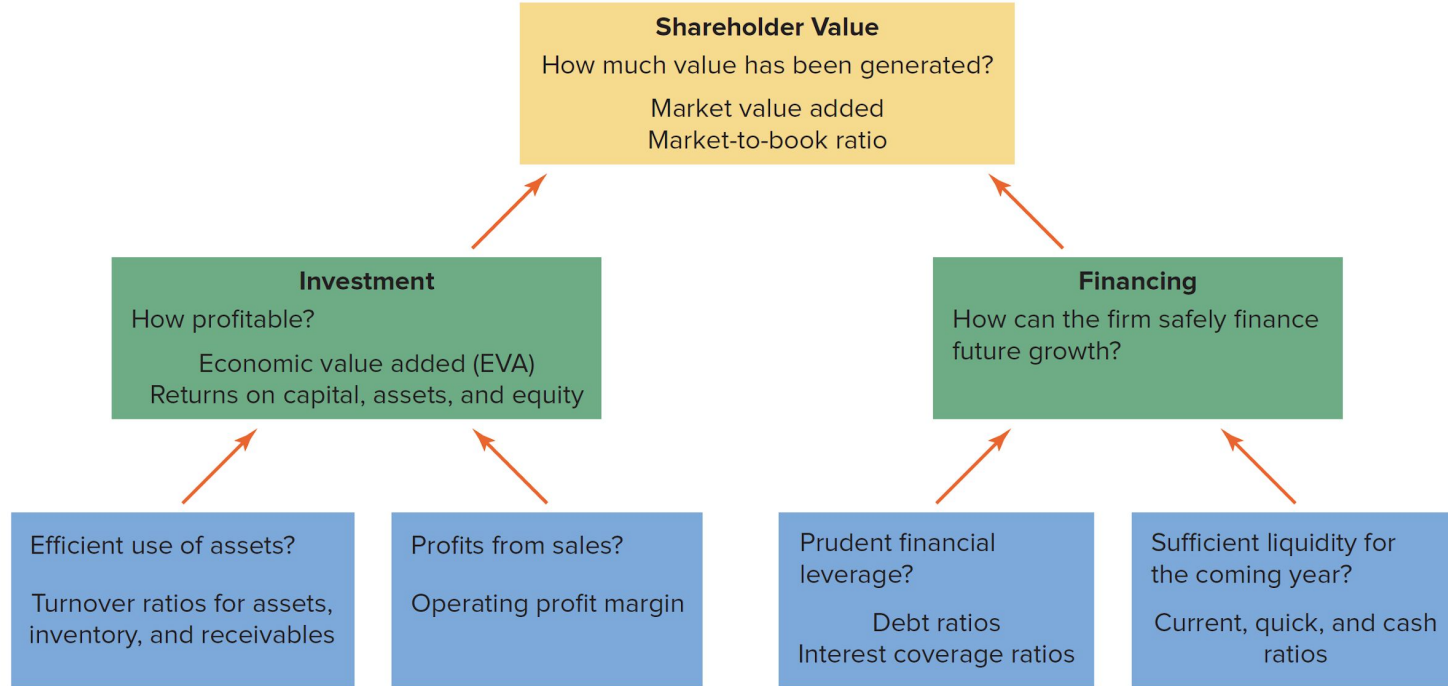 Shareholder Value
How much value has been generated?
Market value added
Market-to-book ratio
Investment
How profitable?
Economic value added (EVA)
Returns on capital, assets, and equity
Financing
How can the firm safely finance
future growth?
Efficient use of assets?
Turnover ratios for assets,
inventory, and receivables
Profits from sales?
Operating profit margin
Prudent financial
leverage?
Debt ratios
Interest coverage ratios
Sufficient liquidity for
the coming year?
Current, quick, and cash
ratios